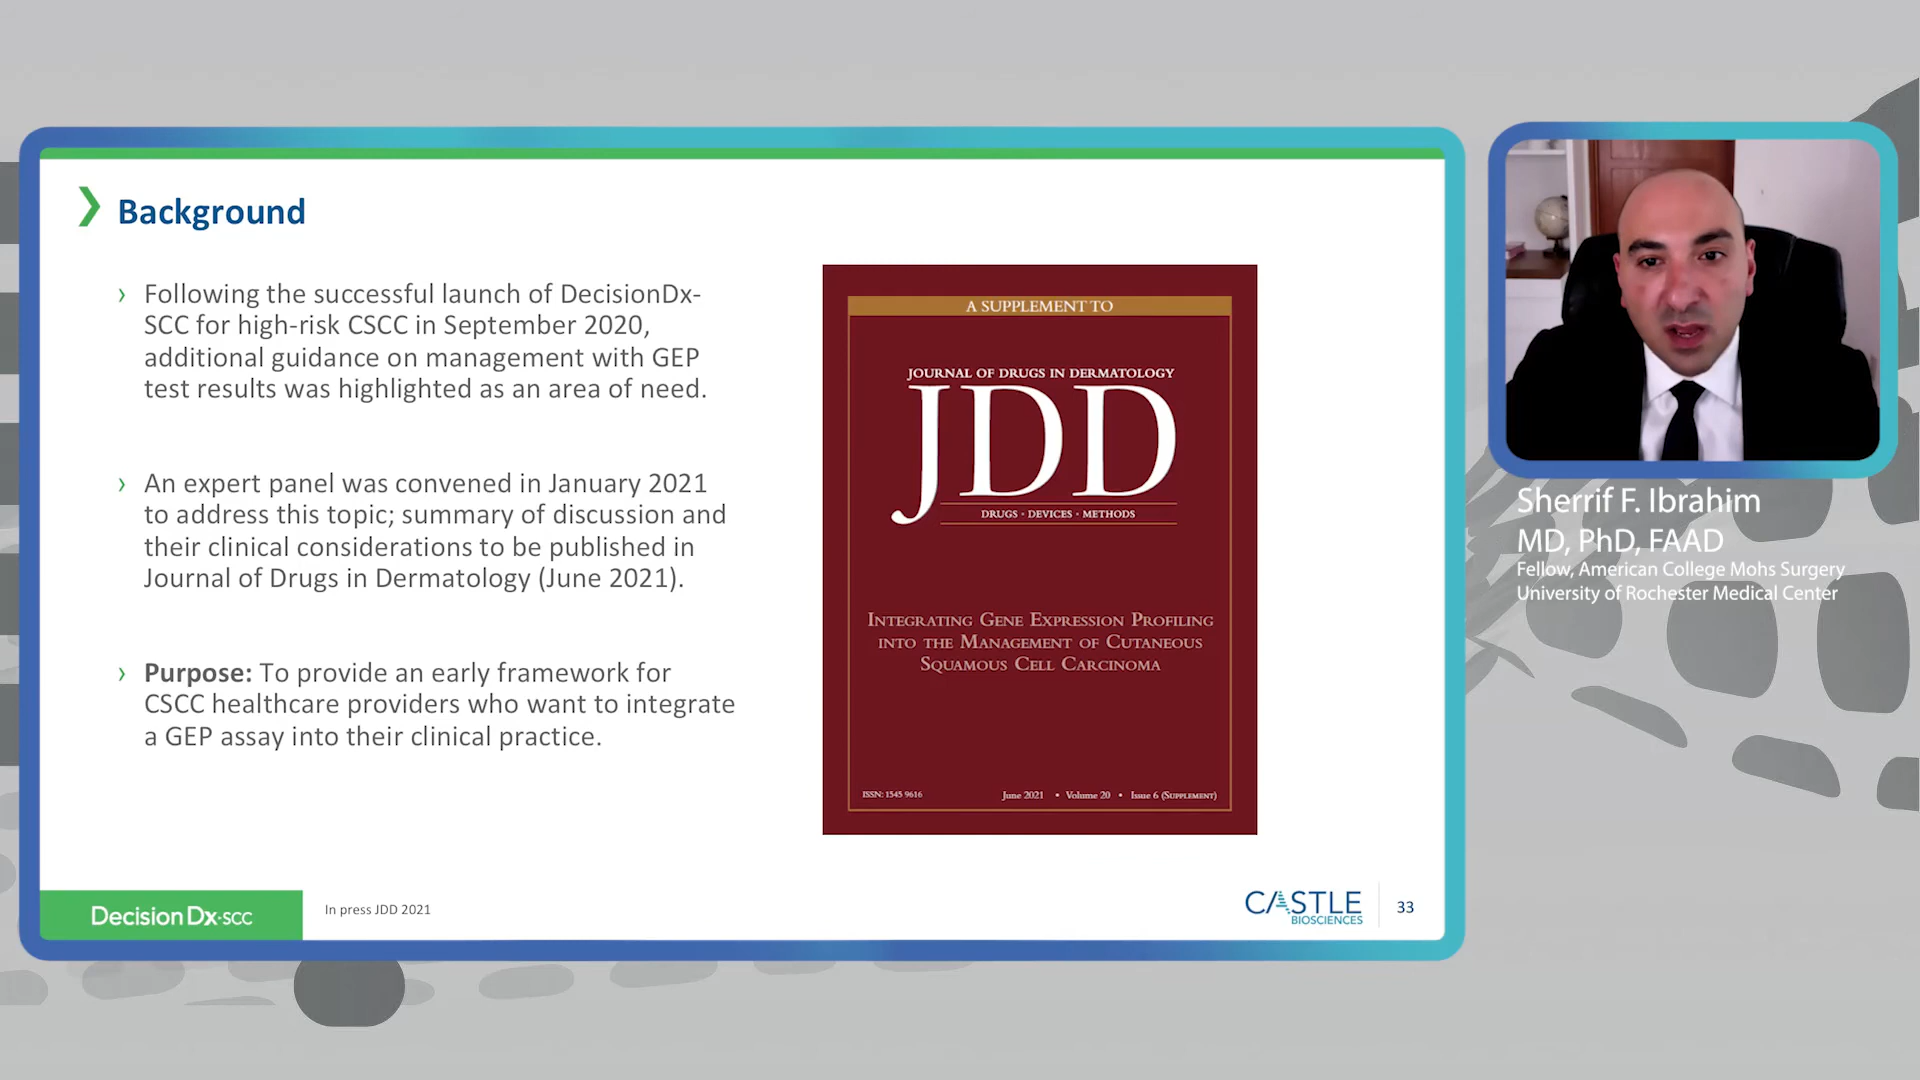 Background
› Following the successful launch of DecisionDx-
SCC for high-risk CSCC in September 2020,
additional guidance on management with GEP
test results was highlighted as an area of need.
› An expert panel was convened in January 2021
to address this topic; summary of discussion and
their clinical considerations to be published in
Journal of Drugs in Dermatology (June 2021).
› Purpose: To provide an early framework for
CSCC healthcare providers who want to integrate
a GEP assay into their clinical practice.
A SUPPLEMENT TO
JOURNAL OF DRUGS IN DERMATOLOGY
JDD
DRUGS · DEVICES · METHODS
INTEGRATING GENE EXPRESSION PROFILING
INTO THE MANAGEMENT OF CUTANEOUS
SQUAMOUS CELL CARCINOMA
ISSN: 1545 9616
June 2021 • Volume 20 • Issue 6 (SUPPLEMENT)
DecisionDx·SCC
In press JDD 2021
CASTLE
BIOSCIENCES
33
Sherrif F. Ibrahim
MD, PhD, FAAD
Fellow, American College Mohs Surgery
University of Rochester Medical Center